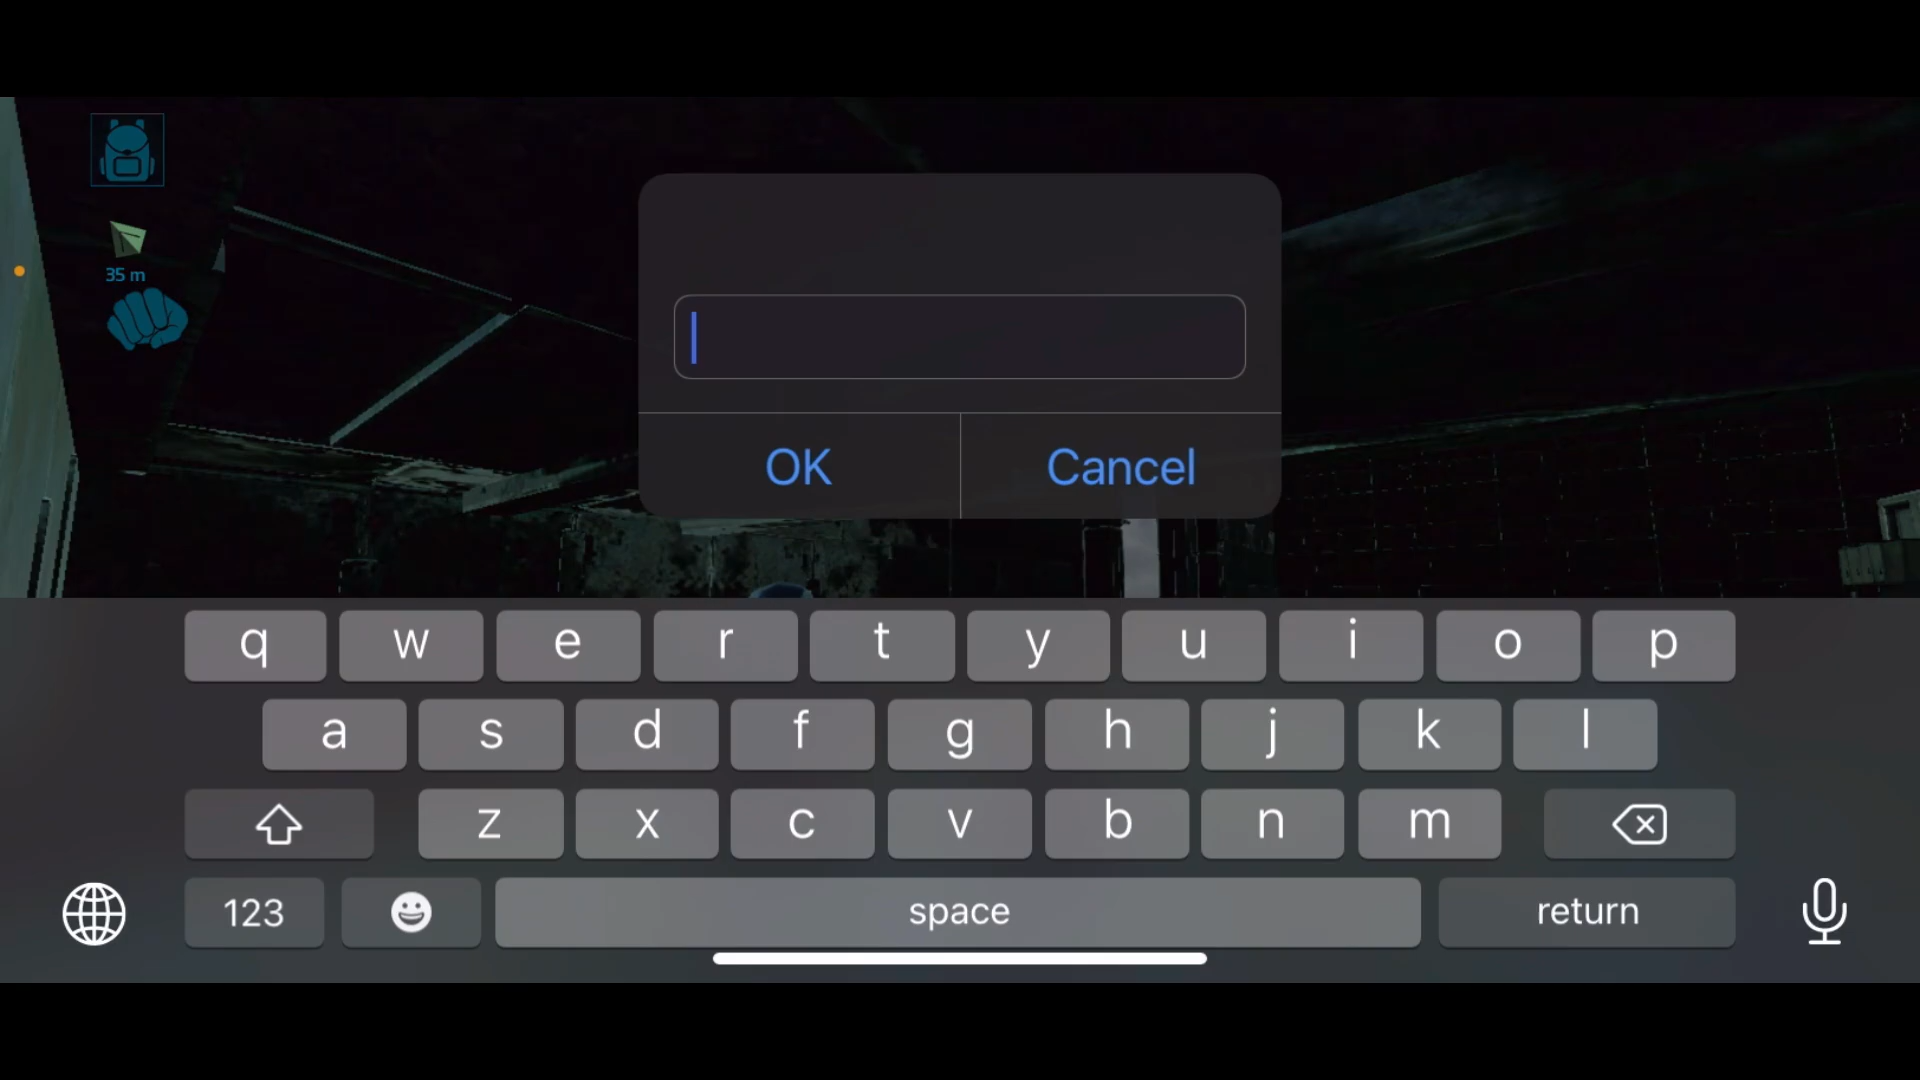 35 m
OK Cancel
q w e r t y u i o p
a s d f g h j k l
z x c v b n m
123 space return